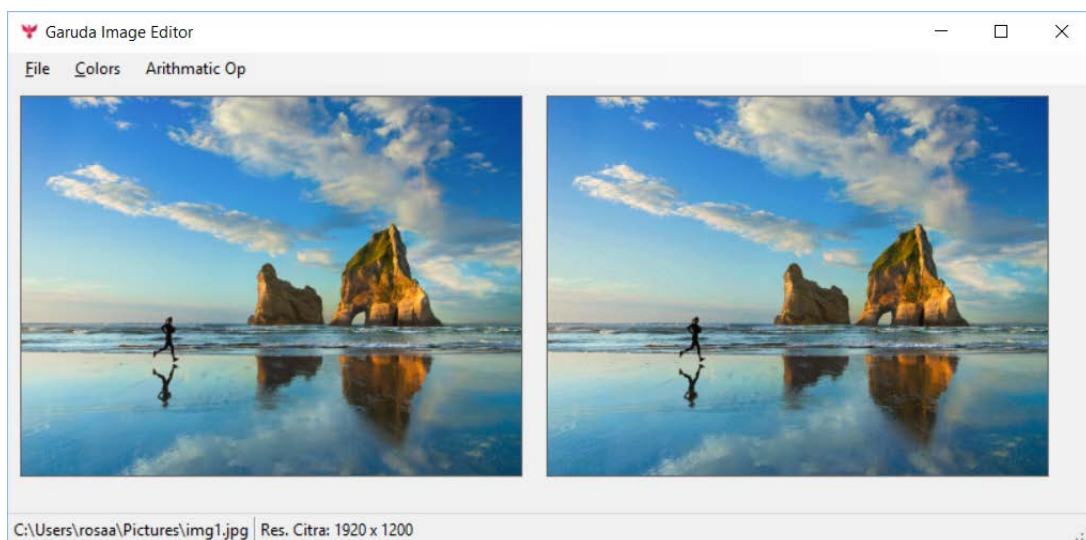 Garuda Image Editor
File Colors Arithmatic Op
C:\Users\rosaa\Pictures\img1.jpg Res. Citra: 1920 x 1200